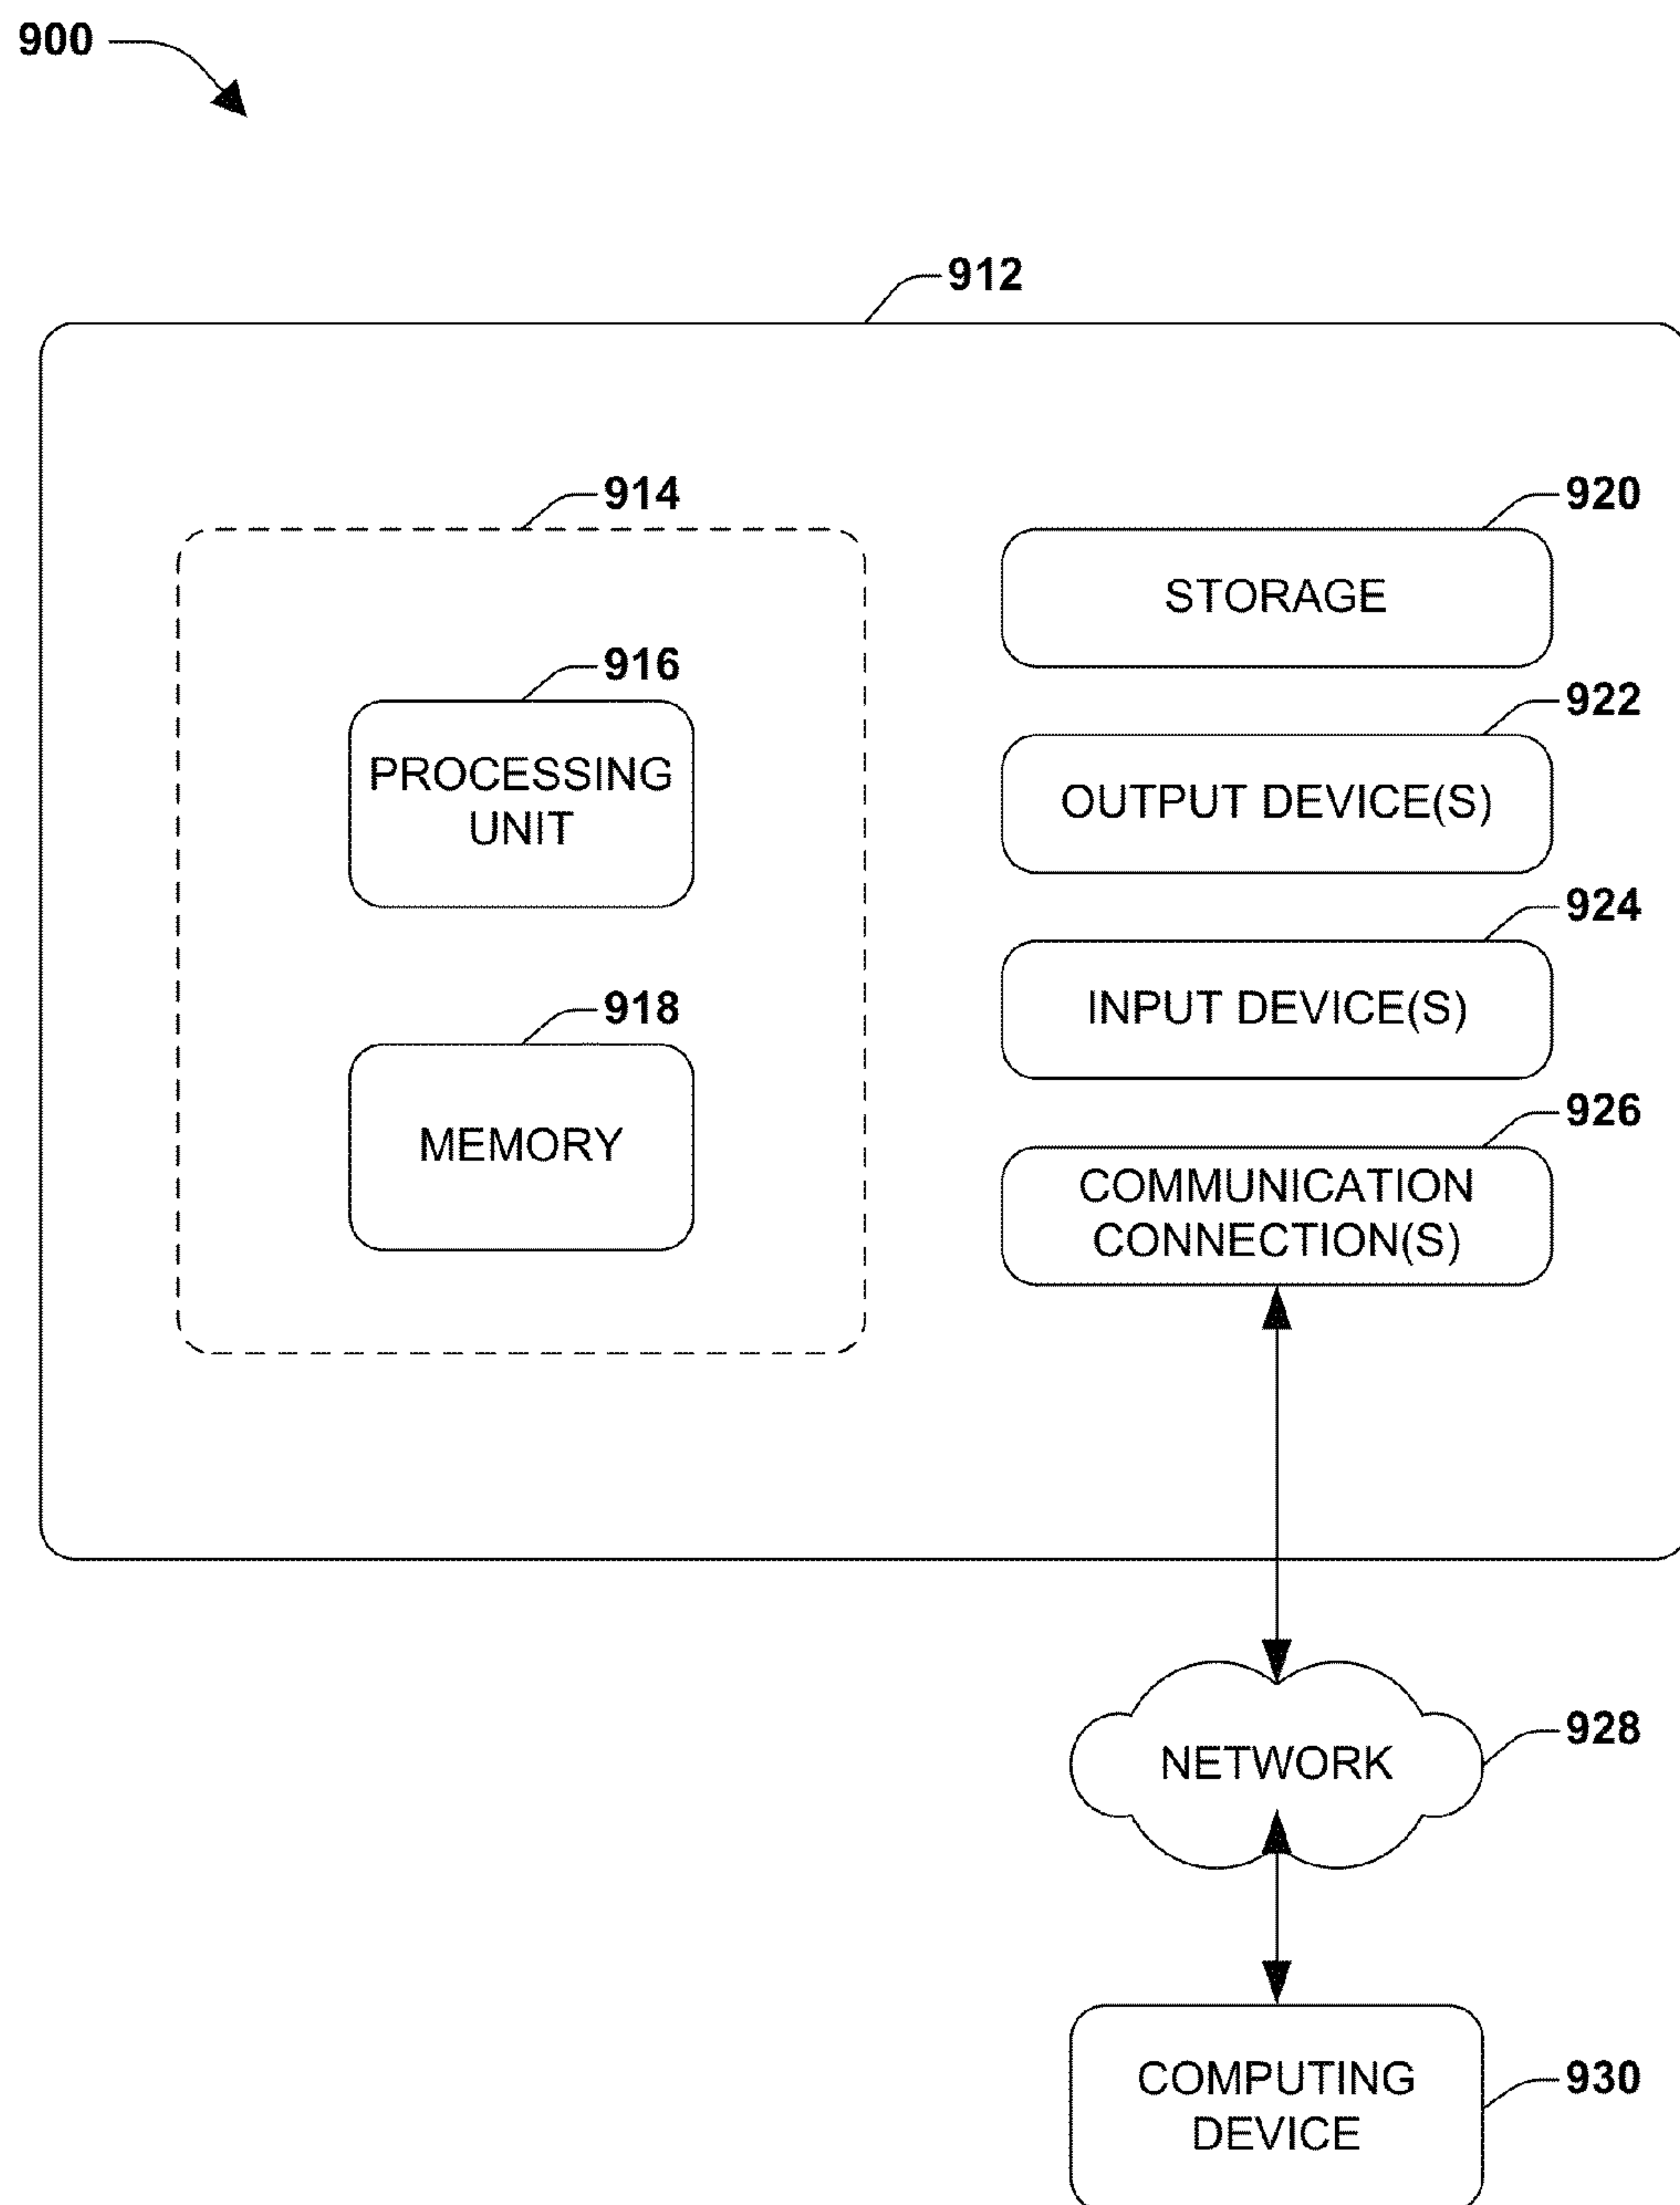 900
912
914
920
STORAGE
916
922
PROCESSING
UNIT
OUTPUT DEVICE(S)
924
918
INPUT DEVICE(S)
MEMORY
926
COMMUNICATION
CONNECTION(S)
928
NETWORK
930
COMPUTING
DEVICE